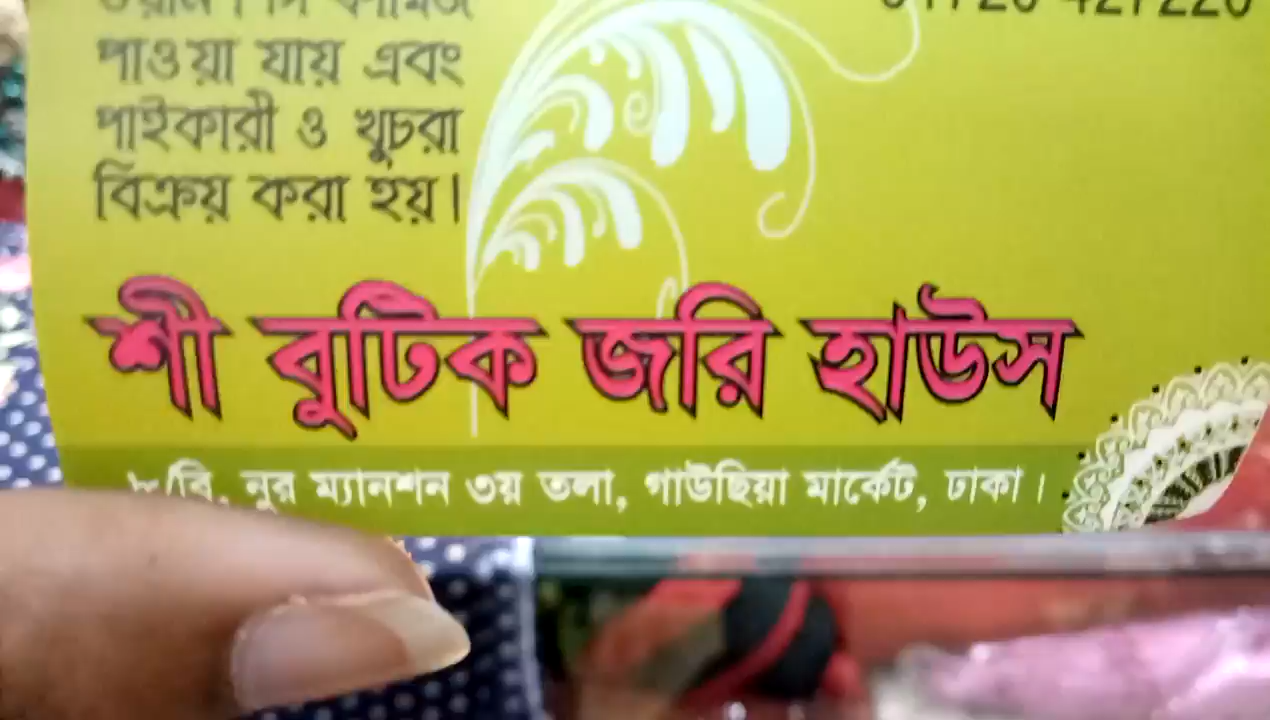 পাওয়া যায় এবং
পাইকারী ও খুচরা
বিক্রয় করা হয়।
শী বুটিক জরি হাউস
নুর ম্যানশন ৩য় তলা, গাউছিয়া মার্কেট, ঢাকা।